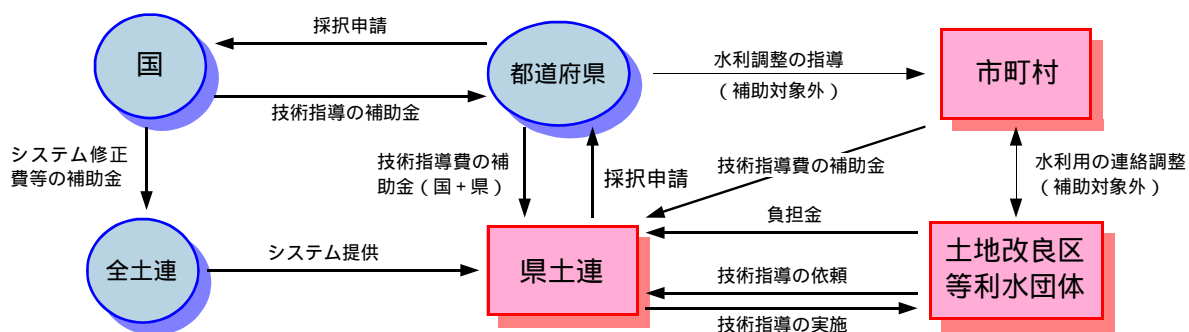 採択申請
国
都道府県
水利調整の指導
（補助対象外）
市町村
技術指導の補助金
システム修正
費等の補助金
技術指導費の補
助金（国＋県）
採択申請
技術指導費の補助金
水利用の連絡調整
（補助対象外）
負担金
全土連
システム提供
県土連
技術指導の依頼
技術指導の実施
土地改良区
等利水団体